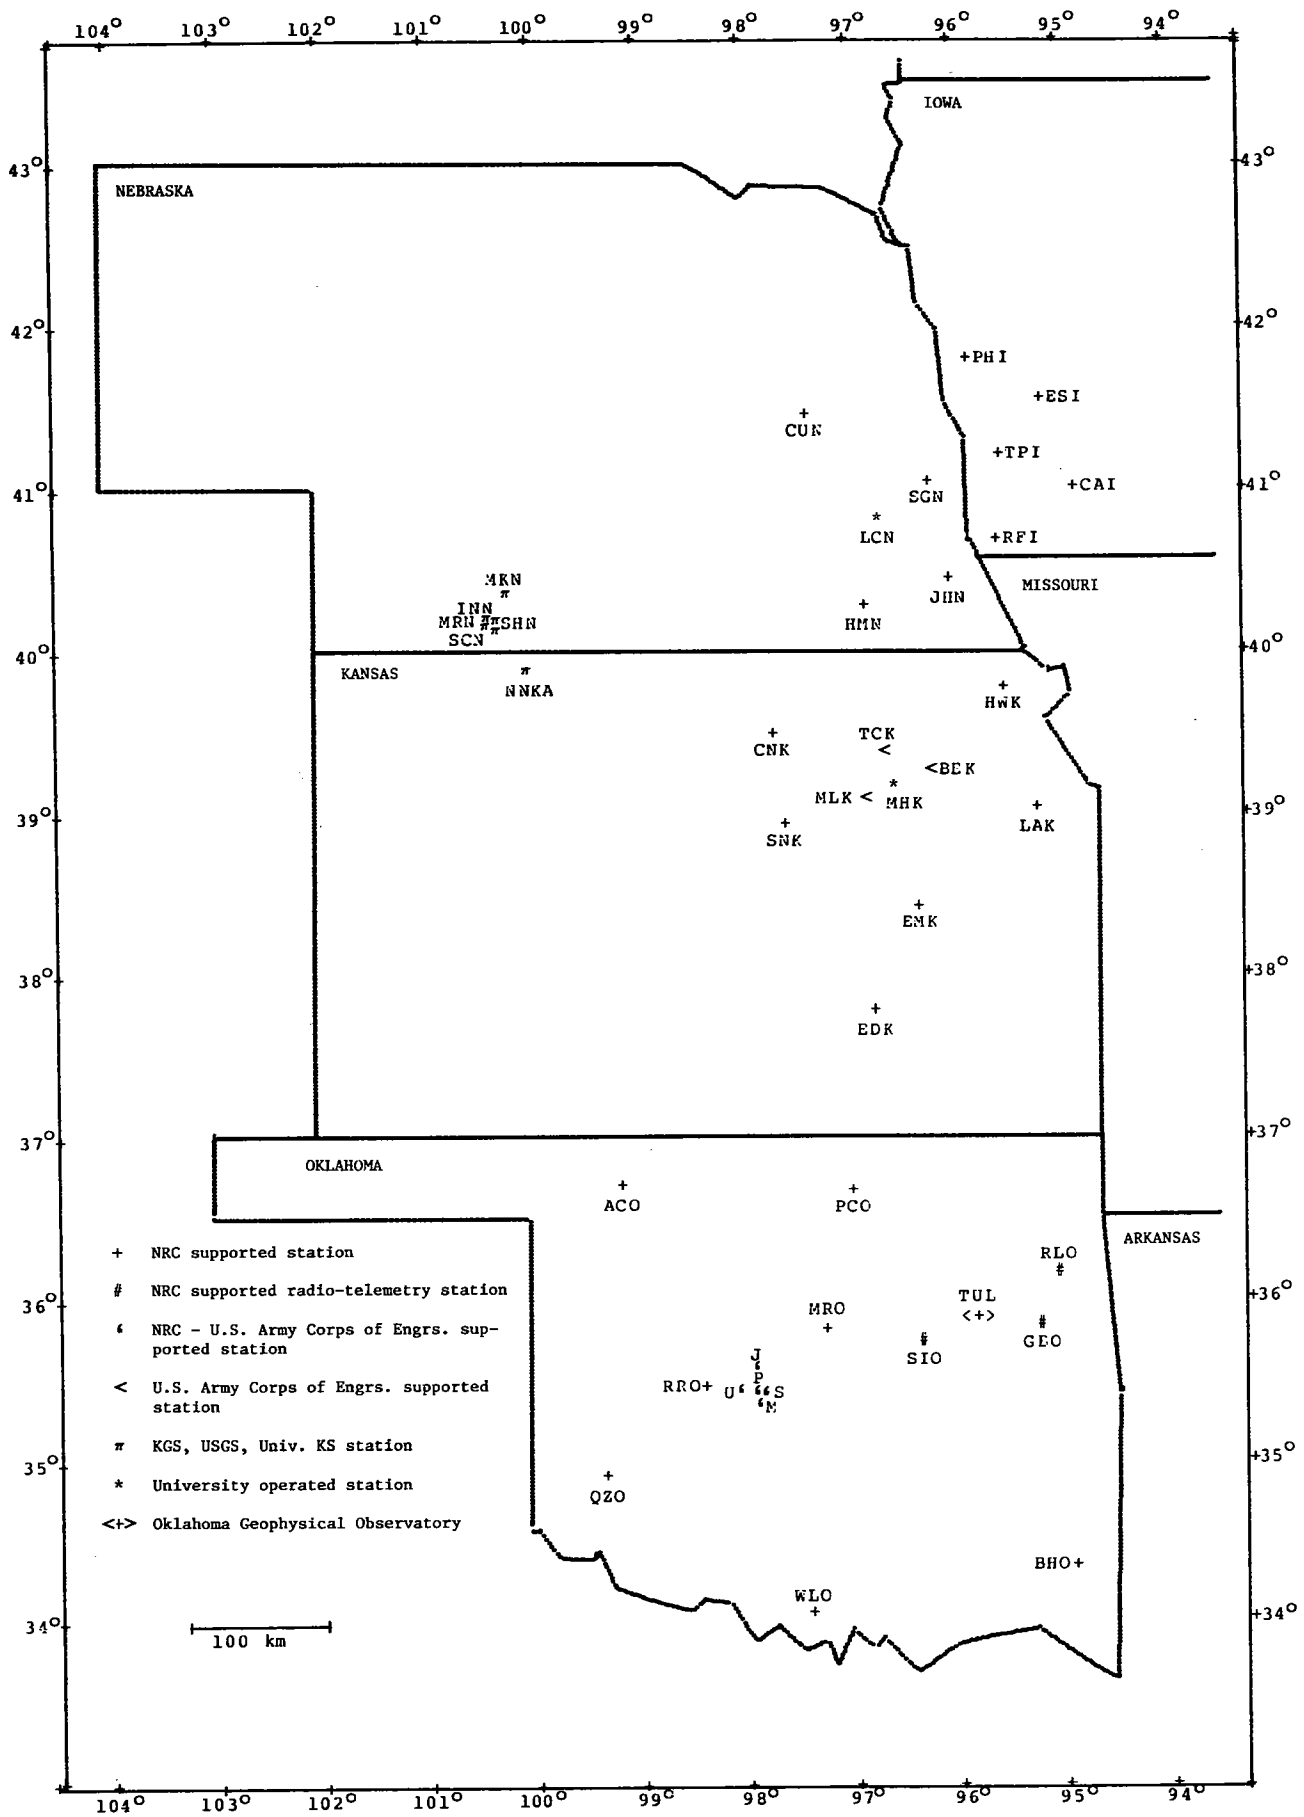 104° 103° 102° 101° 100° 99° 98° 97° 96° 95° 94°
IOWA
43° 43°
NEBRASKA
42° 42°
+PHI
+ESI
+
CUN
+TPI
41° 41°
+
SGN
+CAI
*
LCN
+RFI
MISSOURI
MKN
π
+
JHN
INN
+
HMN
MRN ππSHN
SCN
40° 40°
KANSAS
π
NNKA
+
HWK
+
CNK
TCK
<
<BEK
*
MHK
MLK <
39° 39°
+
LAK
+
SNK
+
EMK
38° 38°
+
EDK
37° 37°
OKLAHOMA
+
ACO
+
PCO
ARKANSAS
RLO
#
36° 36°
TUL
<+>
MRO
+
#
GBO
#
SIO
J
P
RRO+
U S
M
+ NRC supported station
# NRC supported radio-telemetry station
‘ NRC - U.S. Army Corps of Engrs. sup-
ported station
< U.S. Army Corps of Engrs. supported
station
π KGS, USGS, Univ. KS station
* University operated station
<+> Oklahoma Geophysical Observatory
35° 35°
+
QZO
BHO+
WLO
+
34° 34°
100 km
104° 103° 102° 101° 100° 99° 98° 97° 96° 95° 94°